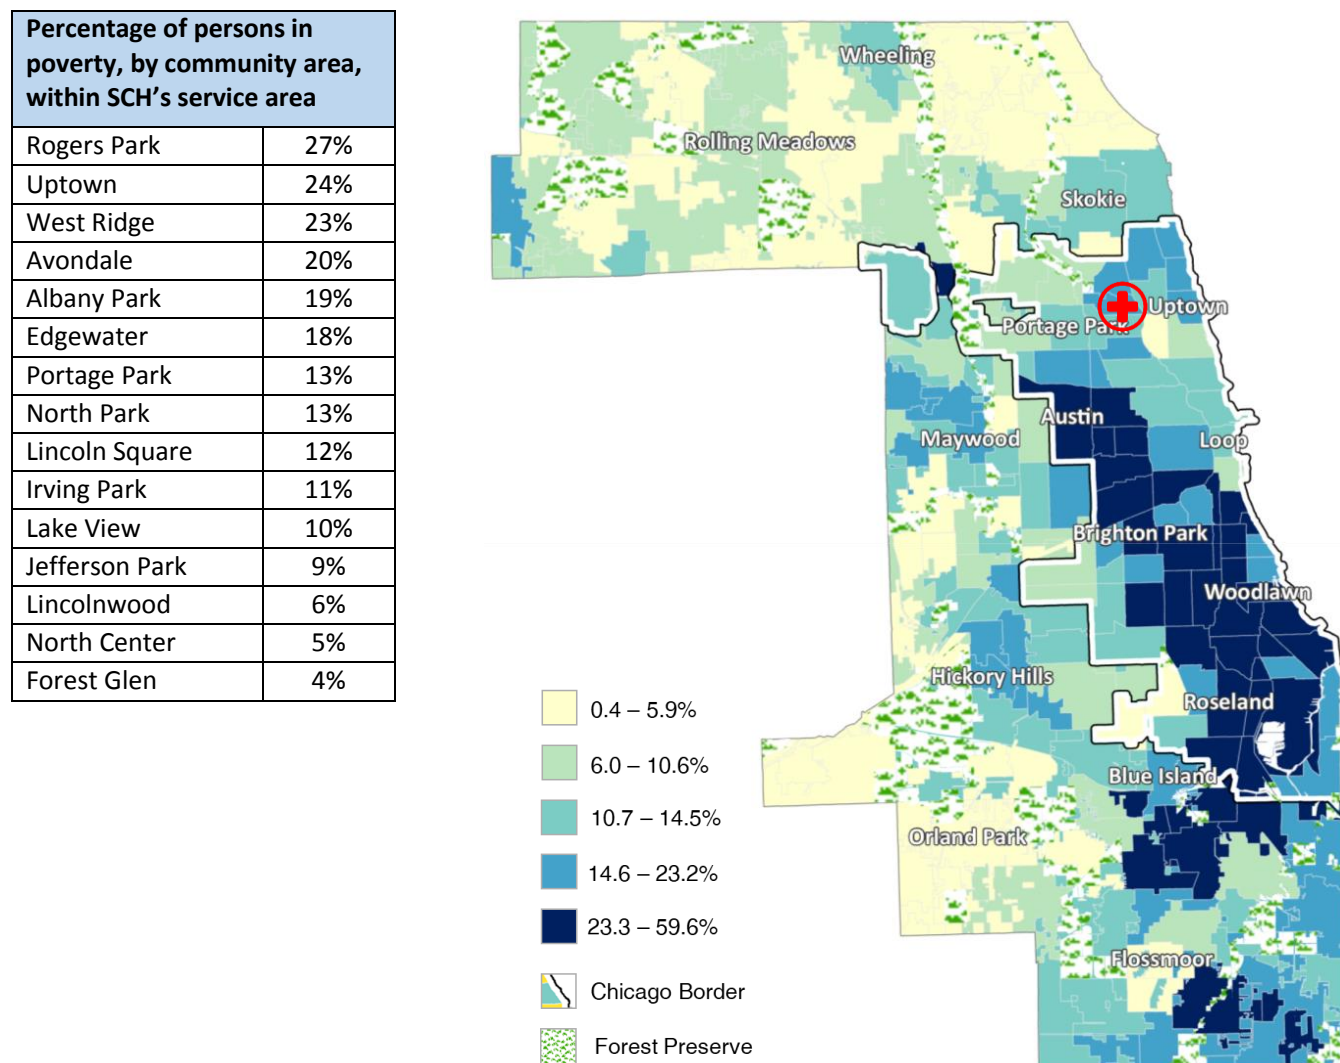 Percentage of persons in
poverty, by community area,
within SCH's service area
Rogers Park 27%
Uptown 24%
West Ridge 23%
Avondale 20%
Albany Park 19%
Edgewater 18%
Portage Park 13%
North Park 13%
Lincoln Square 12%
Irving Park 11%
Lake View 10%
Jefferson Park 9%
Lincolnwood 6%
North Center 5%
Forest Glen 4%
Wheeling
Rolling Meadows
Skokie
Uptown
Portage Park
Austin
Maywood
Loop
Brighton Park
Woodlawn
Hickory Hills
Roseland
Blue Island
Orland Park
Flossmoor
0.4 – 5.9%
6.0 – 10.6%
10.7 – 14.5%
14.6 – 23.2%
23.3 – 59.6%
Chicago Border
Forest Preserve